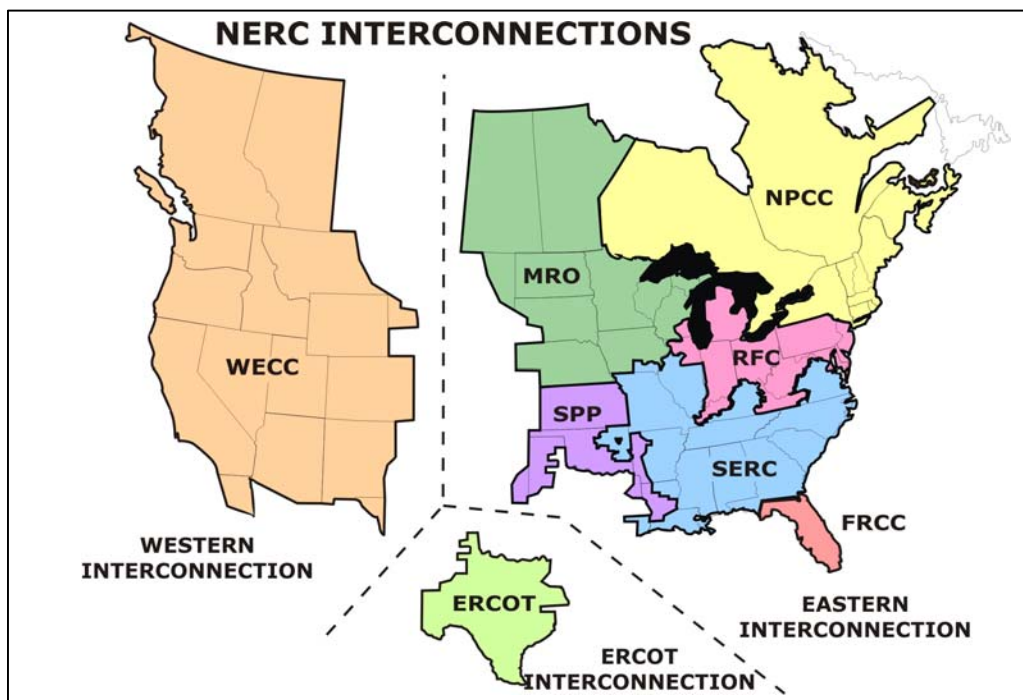 NERC INTERCONNECTIONS
NPCC
MRO
RFC
WECC
SPP
SERC
FRCC
WESTERN
INTERCONNECTION
ERCOT
EASTERN
INTERCONNECTION
ERCOT
INTERCONNECTION